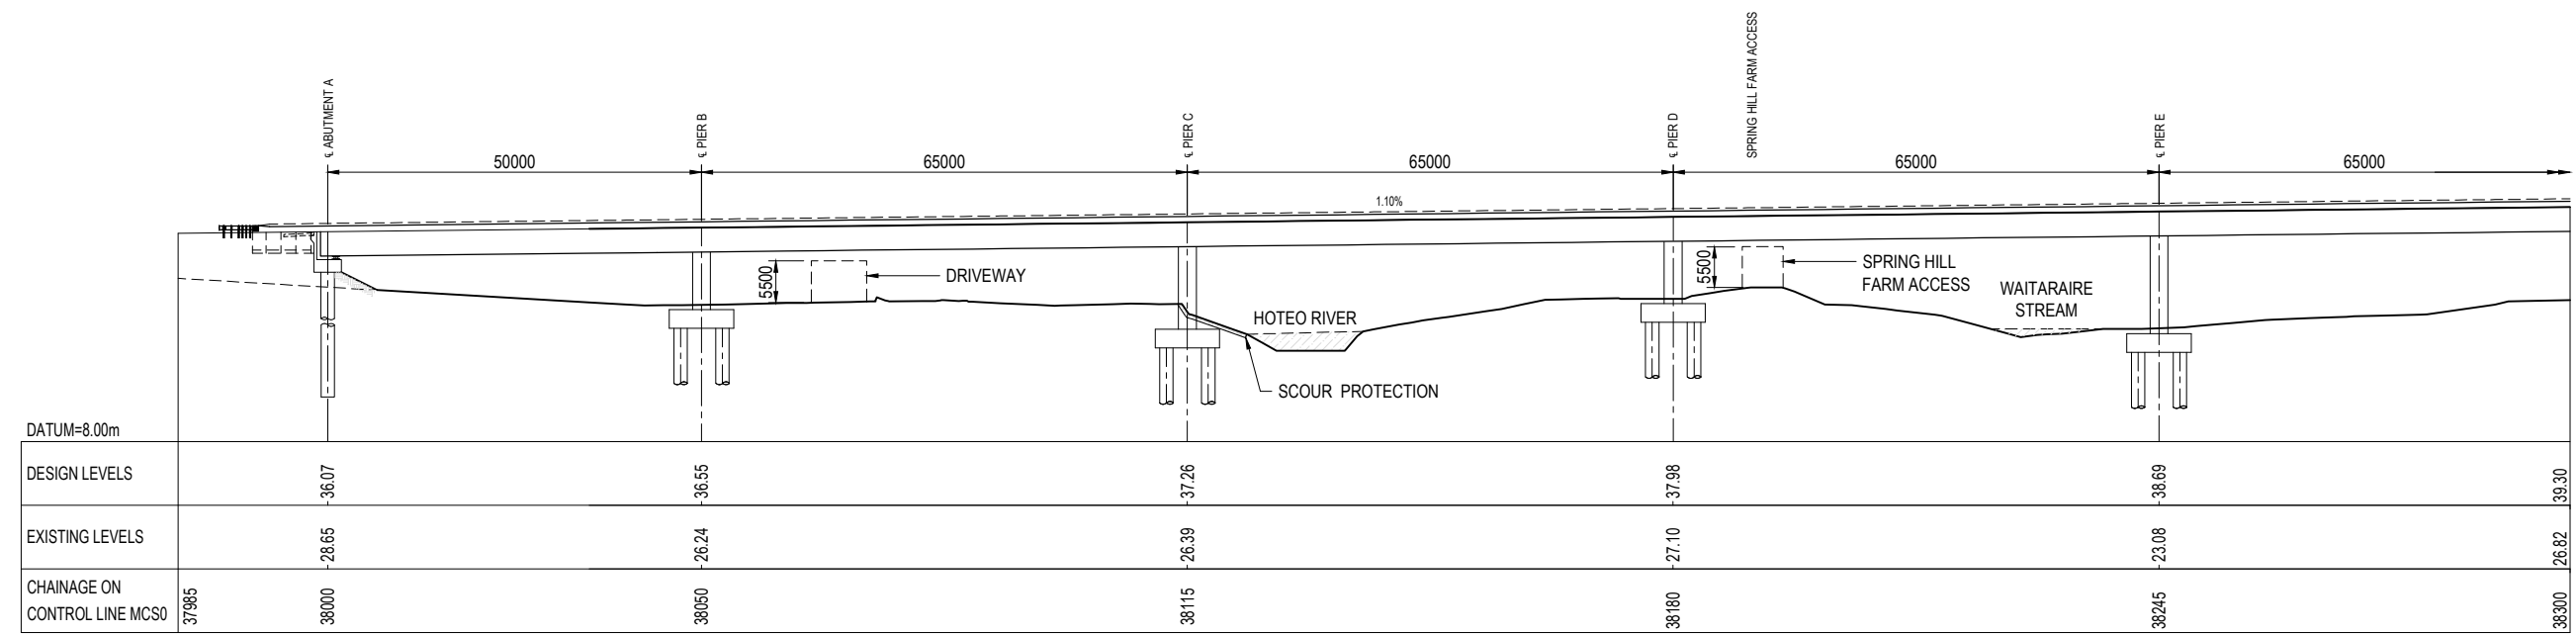 ℄ ABUTMENT A
℄ PIER B
℄ PIER C
℄ PIER D
SPRING HILL FARM ACCESS
℄ PIER E
50000
65000
65000
65000
65000
1.10%
5500
DRIVEWAY
HOTEO RIVER
SCOUR PROTECTION
5500
SPRING HILL
FARM ACCESS
WAITARAIRE
STREAM
DATUM=8.00m
DESIGN LEVELS
36.07
36.55
37.26
37.98
38.69
39.30
EXISTING LEVELS
28.65
26.24
26.39
27.10
23.08
26.82
CHAINAGE ON
CONTROL LINE MCS0
37985
38000
38050
38115
38180
38245
38300